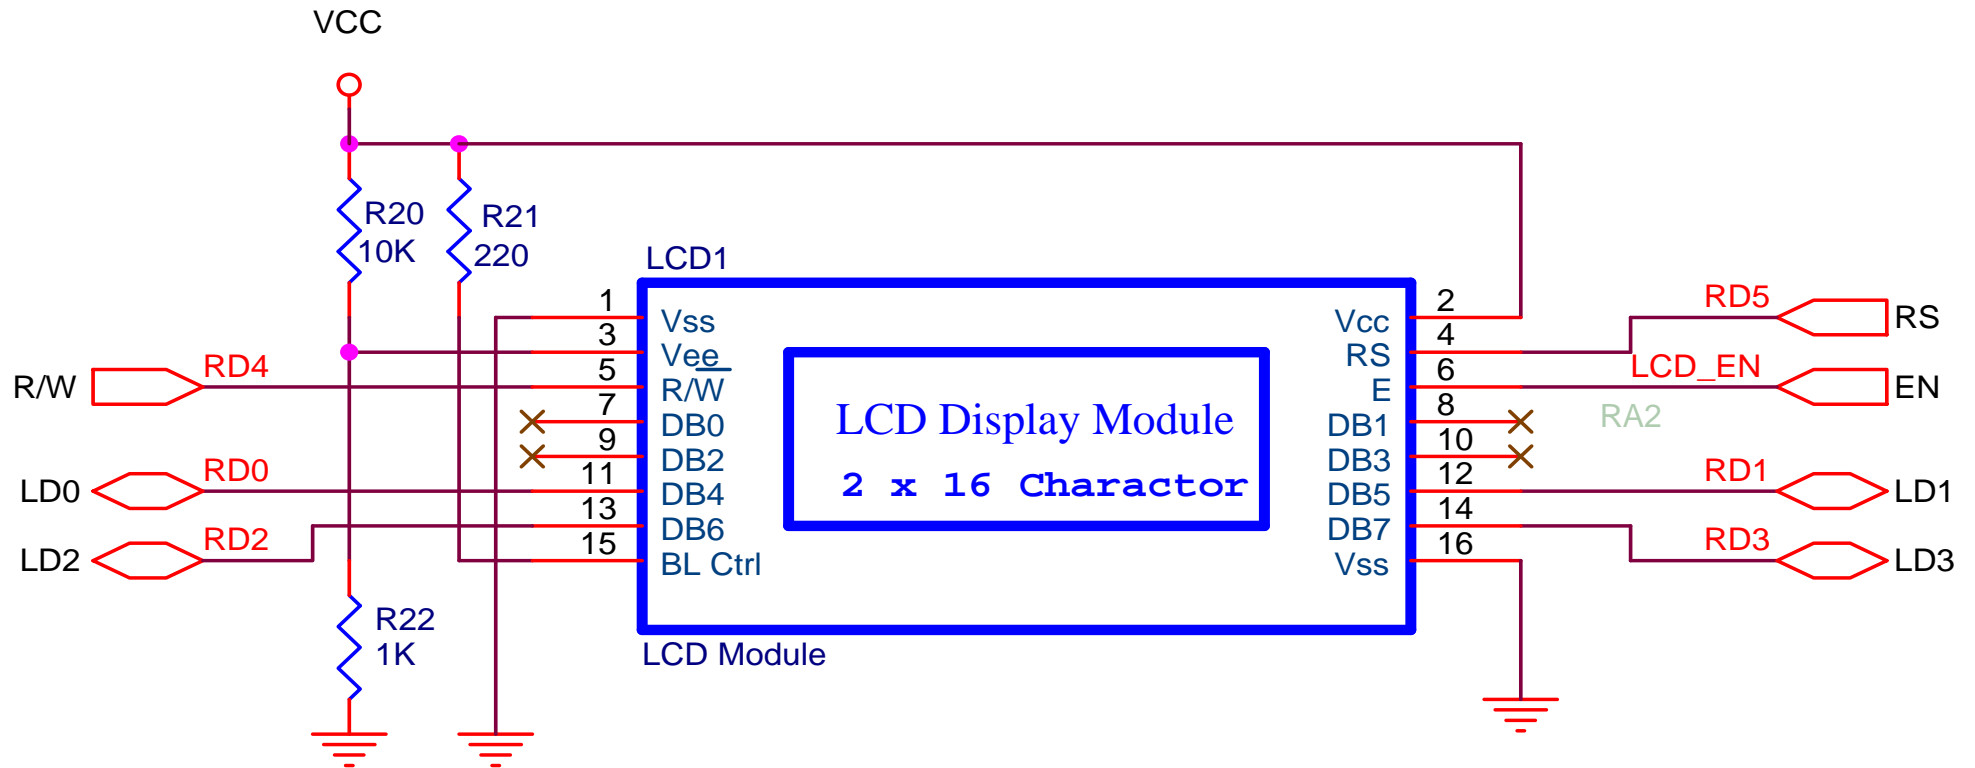 VCC
R20
10K
R21
220
LCD1
1
Vss
3
Vee
5
R/W
7
DB0
9
DB2
11
DB4
13
DB6
15
BL Ctrl
2
Vcc
4
RS
6
E
8
DB1
10
DB3
12
DB5
14
DB7
16
Vss
LCD Display Module
2 x 16 Charactor
R/W
RD4
LD0
RD0
LD2
RD2
RD5
RS
LCD_EN
EN
RA2
RD1
LD1
RD3
LD3
R22
1K
LCD Module